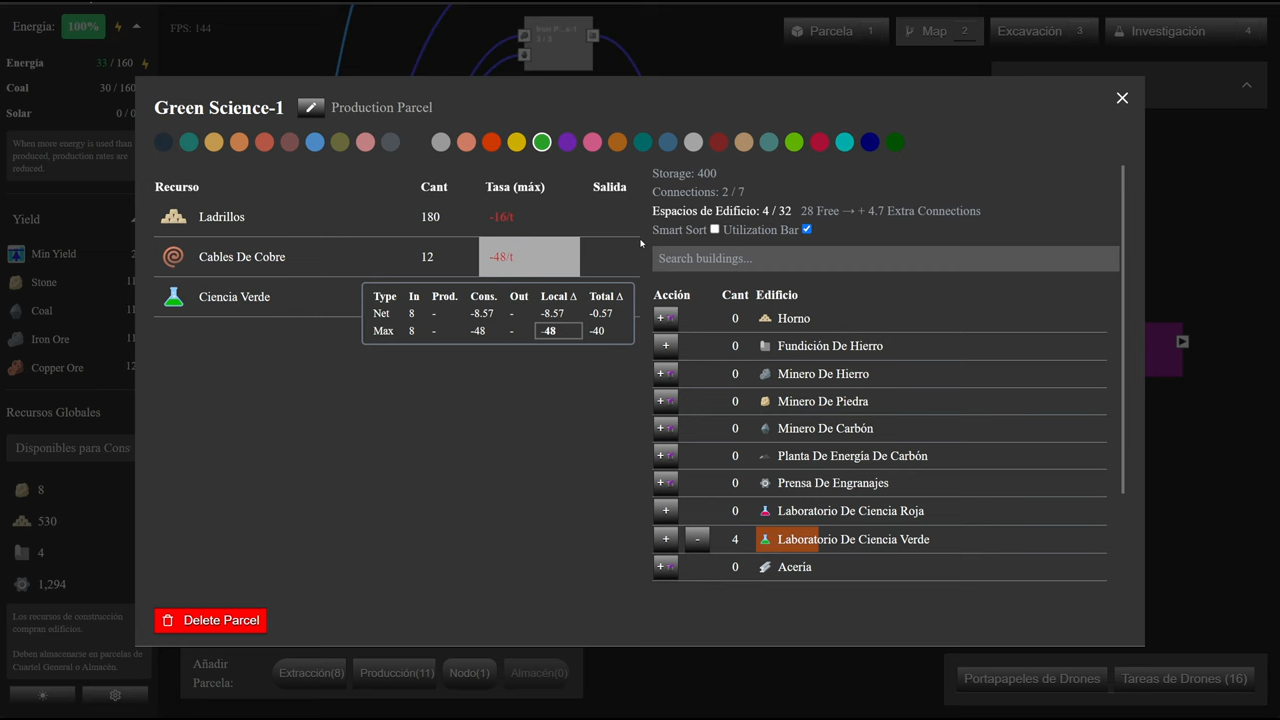 Energía: 100%
FPS: 144
Parcela 1
Map 2
Excavación 3
Investigación 4
Energía 33 / 160
Coal 30 / 160
Solar 0 / 0
When more energy is used than produced, production rates are reduced.
Yield
Min Yield
Stone
Coal
Iron Ore
Copper Ore
Recursos Globales
Disponibles para Cons
8
530
4
1,294
Los recursos de construcción compran edificios.
Deben almacenarse en parcelas de Cuartel General o Almacén.
Green Science-1 Production Parcel
Recurso Cant Tasa (máx) Salida
Ladrillos 180 -16/t
Cables De Cobre 12 -48/t
Ciencia Verde
Type In Prod. Cons. Out Local Δ Total Δ
Net 8 - -8.57 - -8.57 -0.57
Max 8 - -48 - -48 -40
Delete Parcel
Storage: 400
Connections: 2 / 7
Espacios de Edificio: 4 / 32 28 Free → + 4.7 Extra Connections
Smart Sort Utilization Bar
Search buildings...
Acción Cant Edificio
+ 0 Horno
+ 0 Fundición De Hierro
+ 0 Minero De Hierro
+ 0 Minero De Piedra
+ 0 Minero De Carbón
+ 0 Planta De Energía De Carbón
+ 0 Prensa De Engranajes
+ 0 Laboratorio De Ciencia Roja
+ - 4 Laboratorio De Ciencia Verde
+ 0 Acería
Añadir Parcela:
Extracción(8)
Producción(11)
Nodo(1)
Almacén(0)
Portapapeles de Drones
Tareas de Drones (16)